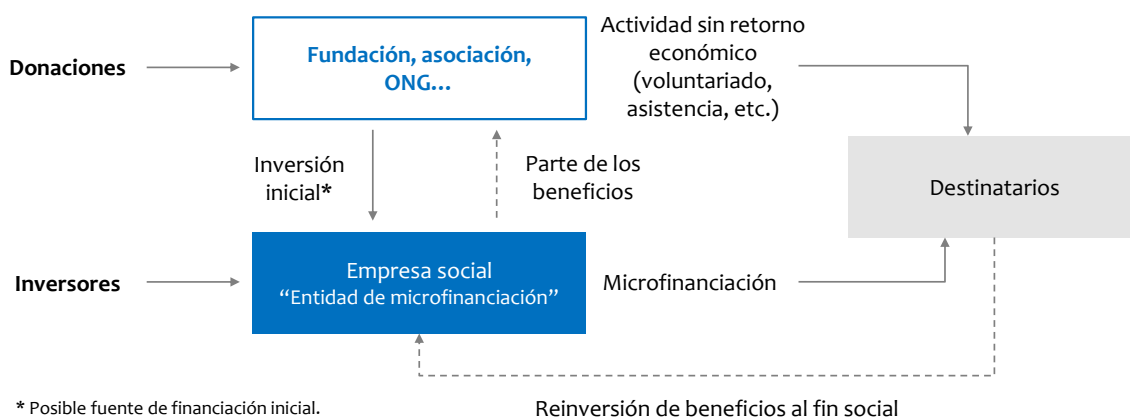 Donaciones
Fundación, asociación,
ONG…
Actividad sin retorno
económico
(voluntariado,
asistencia, etc.)
Inversión
inicial*
Parte de los
beneficios
Destinatarios
Inversores
Empresa social
“Entidad de microfinanciación”
Microfinanciación
* Posible fuente de financiación inicial.
Reinversión de beneficios al fin social